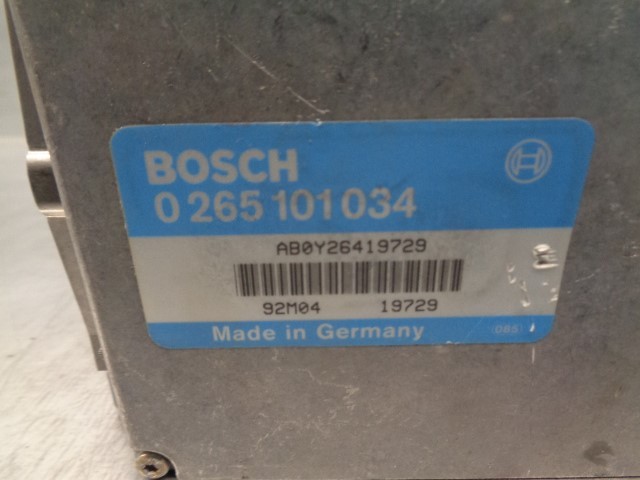 BOSCH
0 265 101 034
AB0Y26419729
92M04 19729
Made in Germany